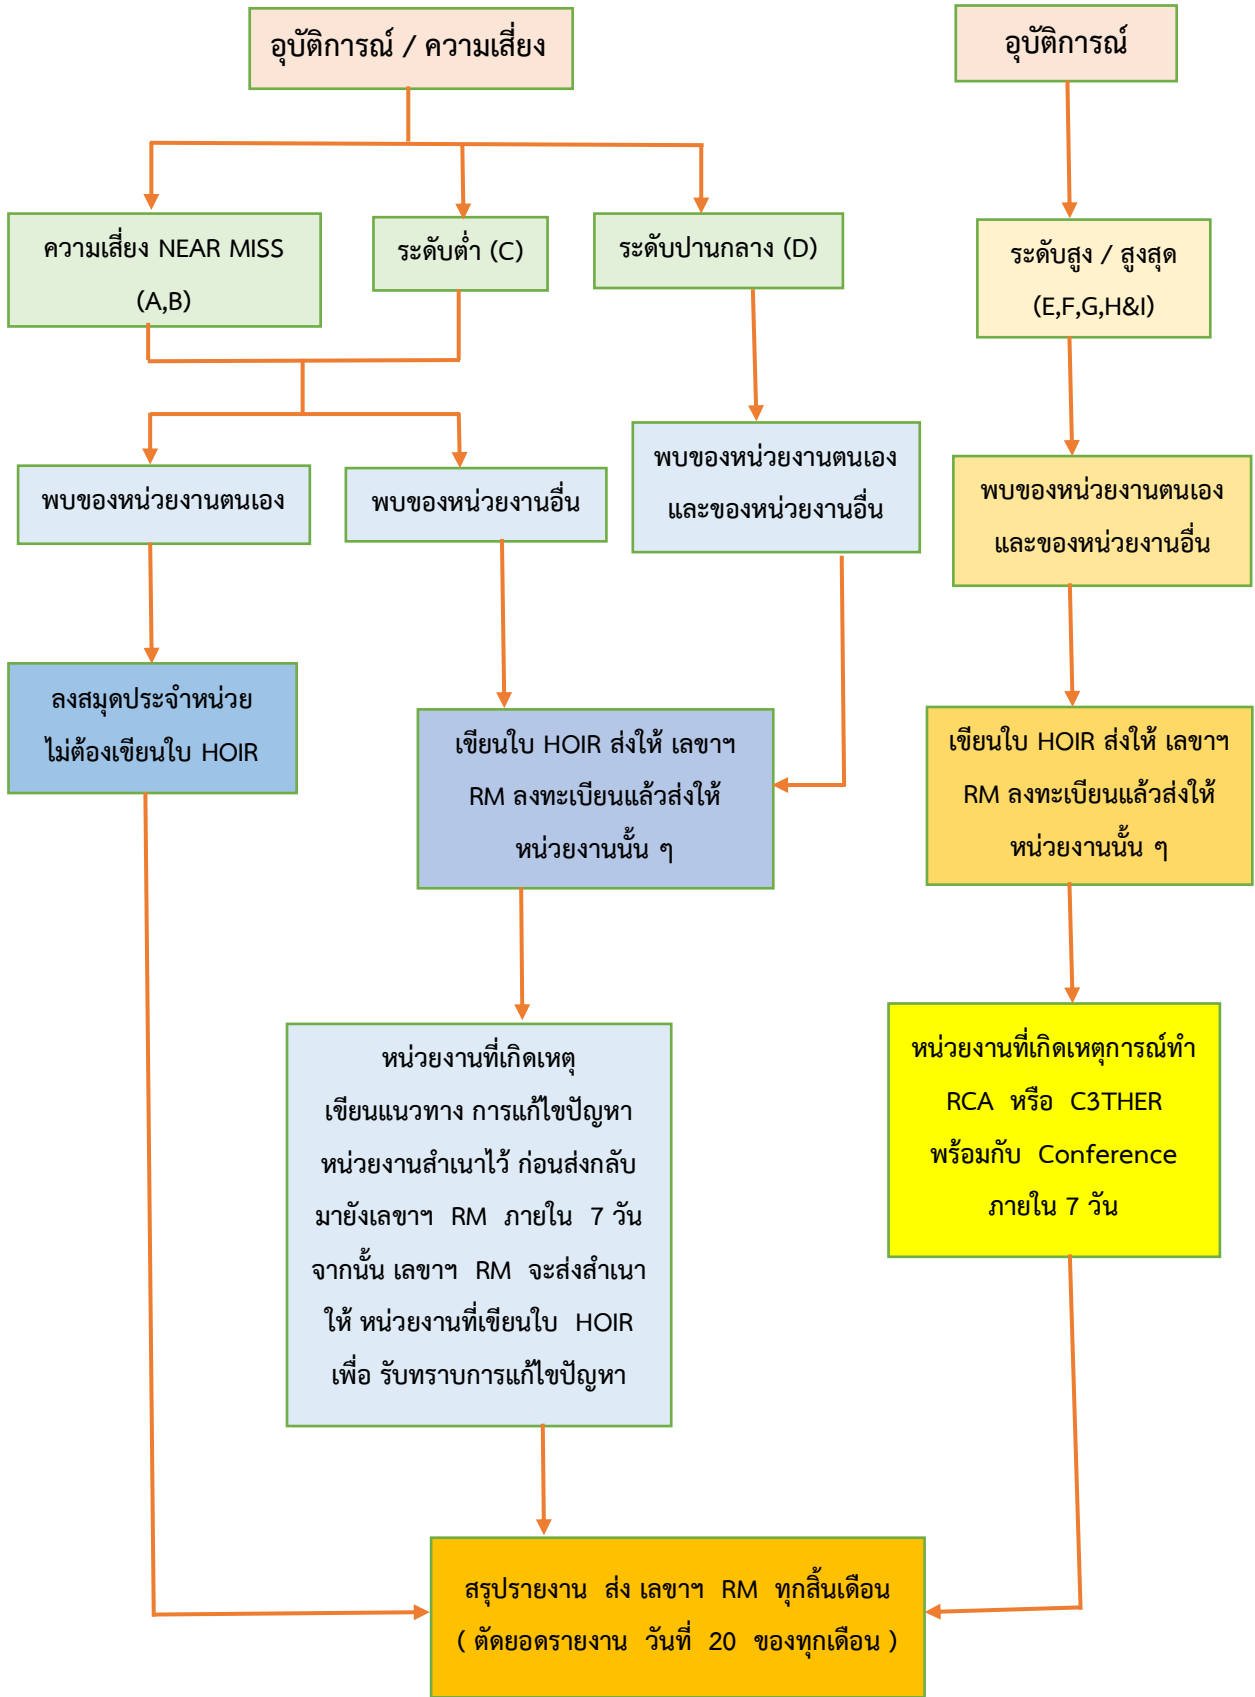 อุบัติการณ์ / ความเสี่ยง
อุบัติการณ์
ความเสี่ยง NEAR MISS
(A,B)
ระดับต่ำ (C)
ระดับปานกลาง (D)
ระดับสูง / สูงสุด
(E,F,G,H&I)
พบของหน่วยงานตนเอง
พบของหน่วยงานอื่น
พบของหน่วยงานตนเอง
และของหน่วยงานอื่น
พบของหน่วยงานตนเอง
และของหน่วยงานอื่น
ลงสมุดประจำหน่วย
ไม่ต้องเขียนใบ HOIR
เขียนใบ HOIR ส่งให้ เลขาฯ
RM ลงทะเบียนแล้วส่งให้
หน่วยงานนั้น ๆ
เขียนใบ HOIR ส่งให้ เลขาฯ
RM ลงทะเบียนแล้วส่งให้
หน่วยงานนั้น ๆ
หน่วยงานที่เกิดเหตุ
เขียนแนวทาง การแก้ไขปัญหา
หน่วยงานสำเนาไว้ ก่อนส่งกลับ
มายังเลขาฯ RM ภายใน 7 วัน
จากนั้น เลขาฯ RM จะส่งสำเนา
ให้ หน่วยงานที่เขียนใบ HOIR
เพื่อ รับทราบการแก้ไขปัญหา
หน่วยงานที่เกิดเหตุการณ์ทำ
RCA หรือ C3THER
พร้อมกับ Conference
ภายใน 7 วัน
สรุปรายงาน ส่ง เลขาฯ RM ทุกสิ้นเดือน
( ตัดยอดรายงาน วันที่ 20 ของทุกเดือน )